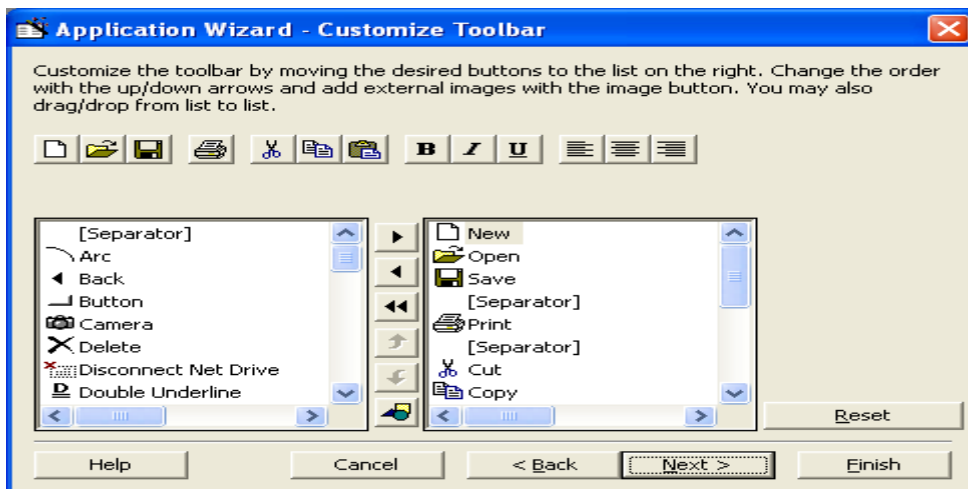 Application Wizard - Customize Toolbar
Customize the toolbar by moving the desired buttons to the list on the right. Change the order
with the up/down arrows and add external images with the image button. You may also
drag/drop from list to list.
B I U
[Separator]
Arc
Back
Button
Camera
Delete
Disconnect Net Drive
D Double Underline
New
Open
Save
[Separator]
Print
[Separator]
Cut
Copy
Reset
Help
Cancel
< Back
Next >
Finish